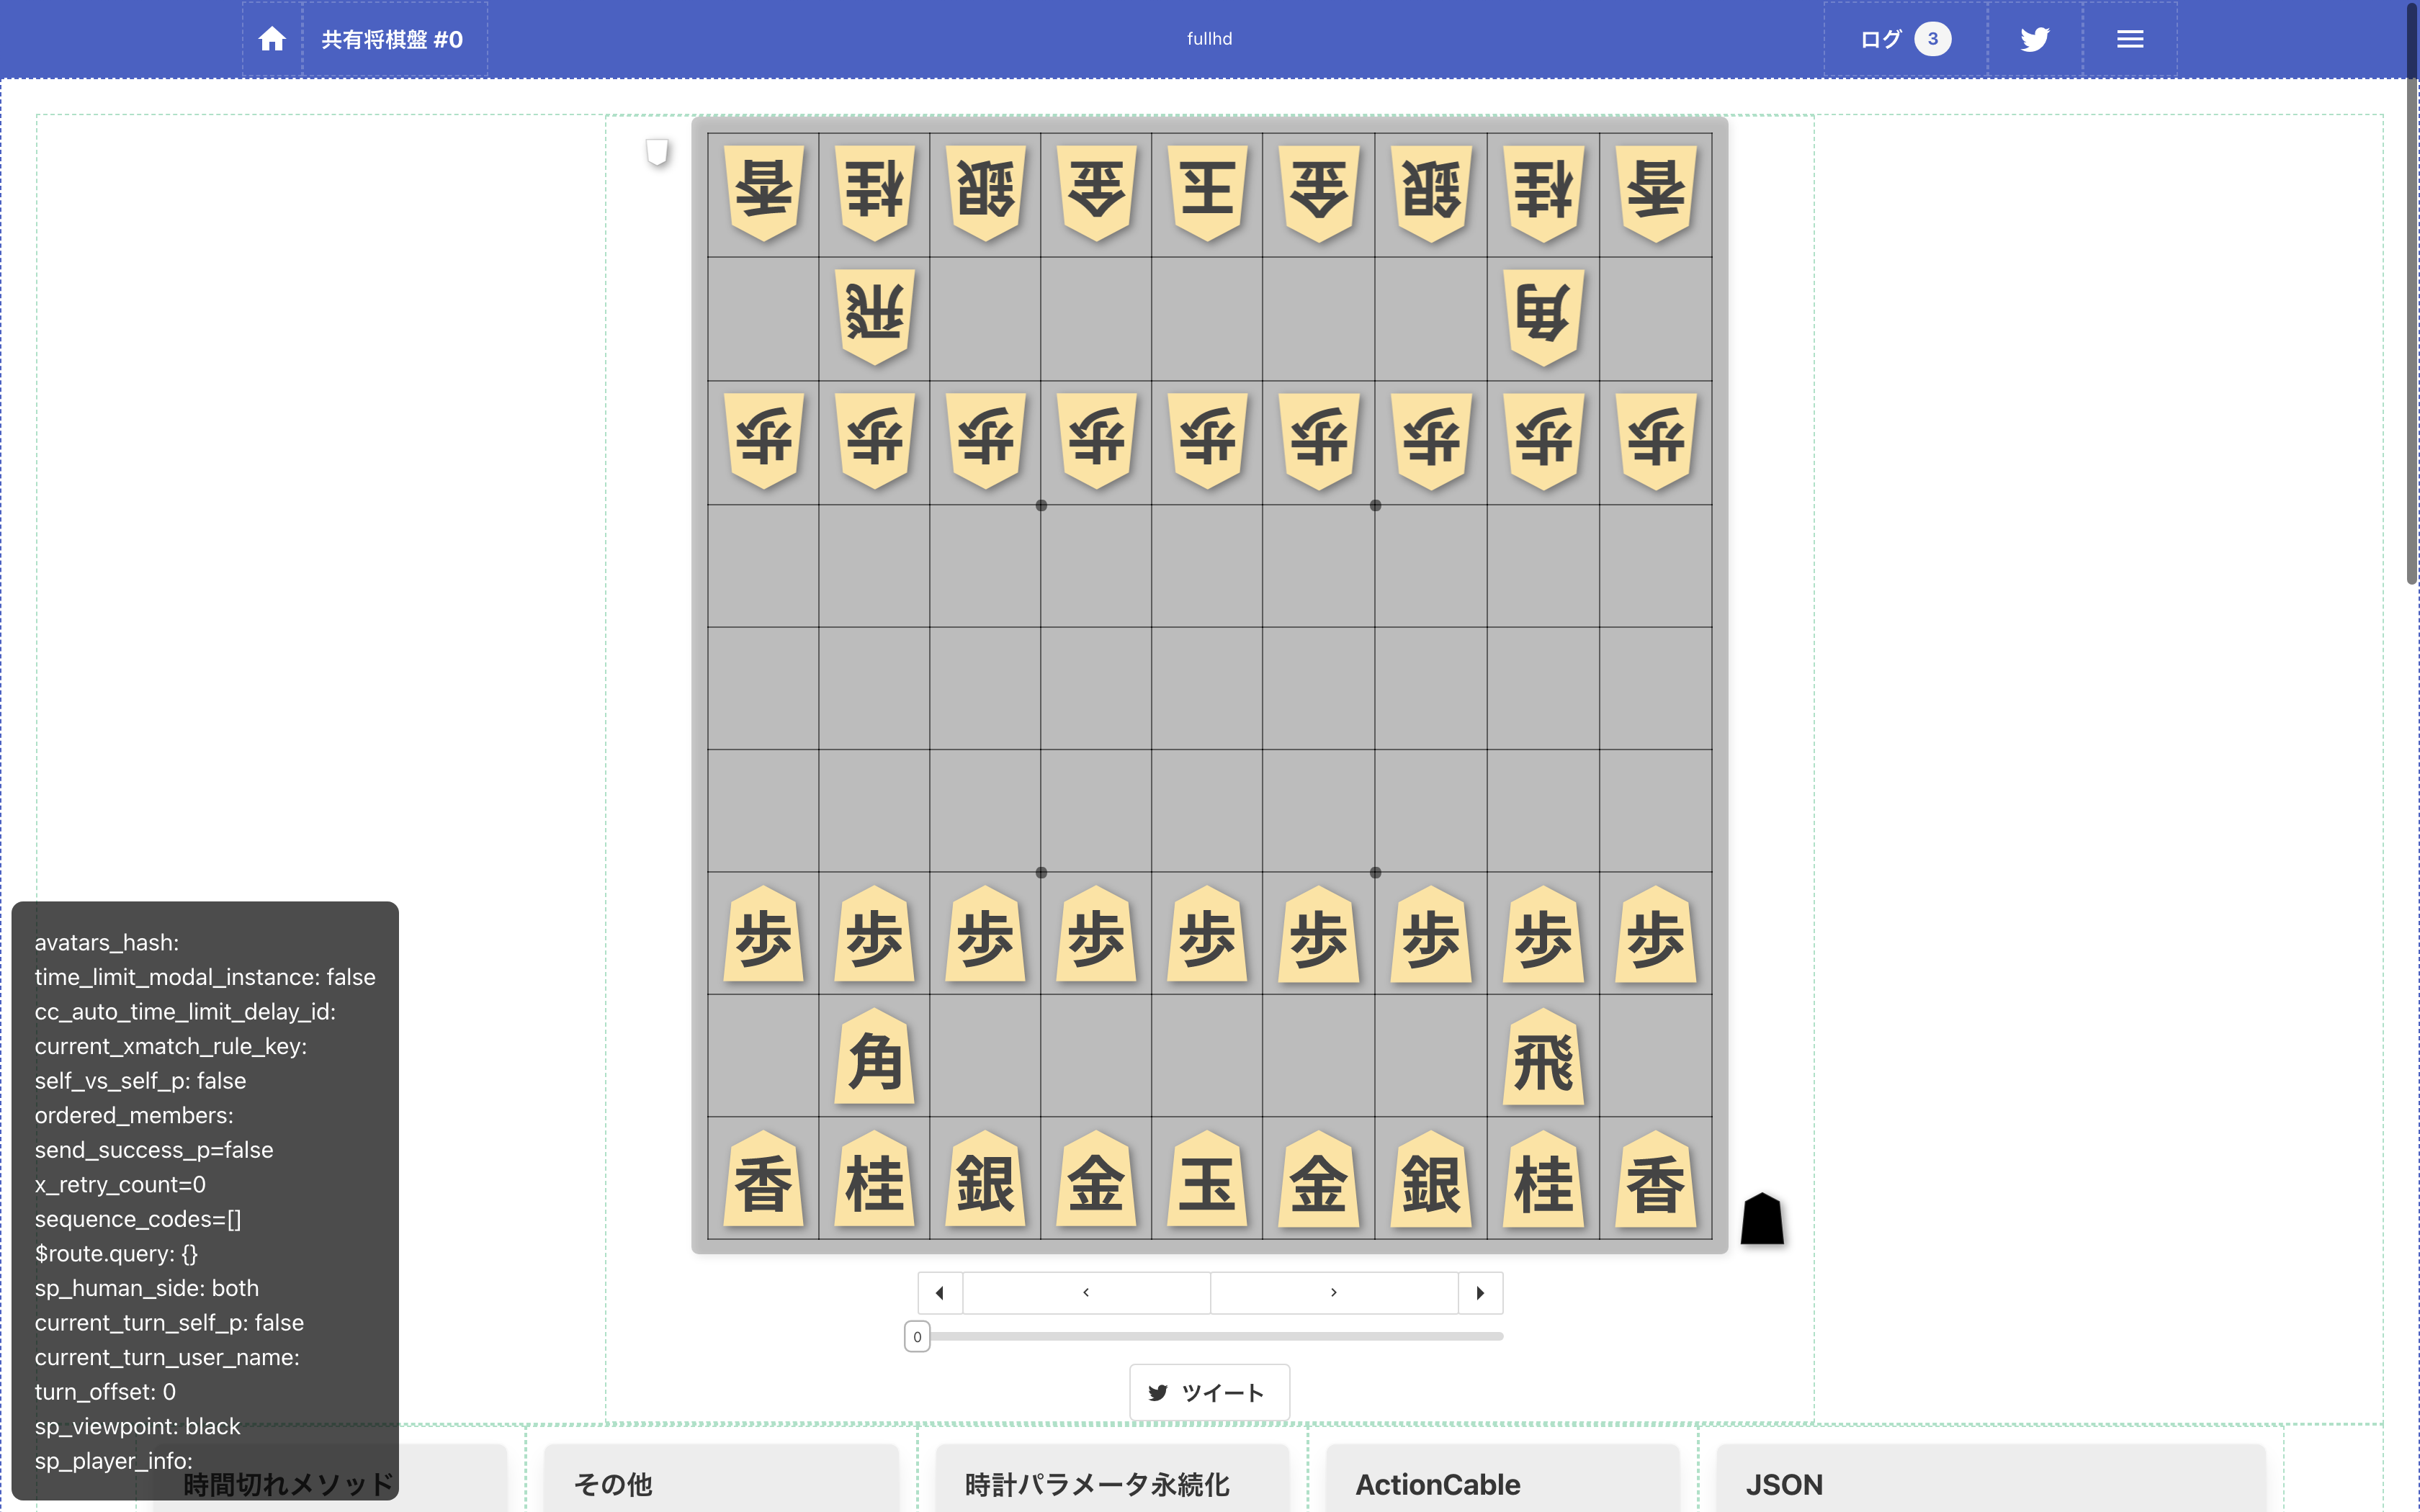 共有将棋盤 #0
fullhd
ログ 3
香 桂 銀 金 玉 金 銀 桂 香
飛 角
歩 歩 歩 歩 歩 歩 歩 歩 歩
歩 歩 歩 歩 歩 歩 歩 歩 歩
角 飛
香 桂 銀 金 玉 金 銀 桂 香
0
ツイート
avatars_hash:
time_limit_modal_instance: false
cc_auto_time_limit_delay_id:
current_xmatch_rule_key:
self_vs_self_p: false
ordered_members:
send_success_p=false
x_retry_count=0
sequence_codes=[]
$route.query: {}
sp_human_side: both
current_turn_self_p: false
current_turn_user_name:
turn_offset: 0
sp_viewpoint: black
sp_player_info:
時間切れメソッド
その他
時計パラメータ永続化
ActionCable
JSON